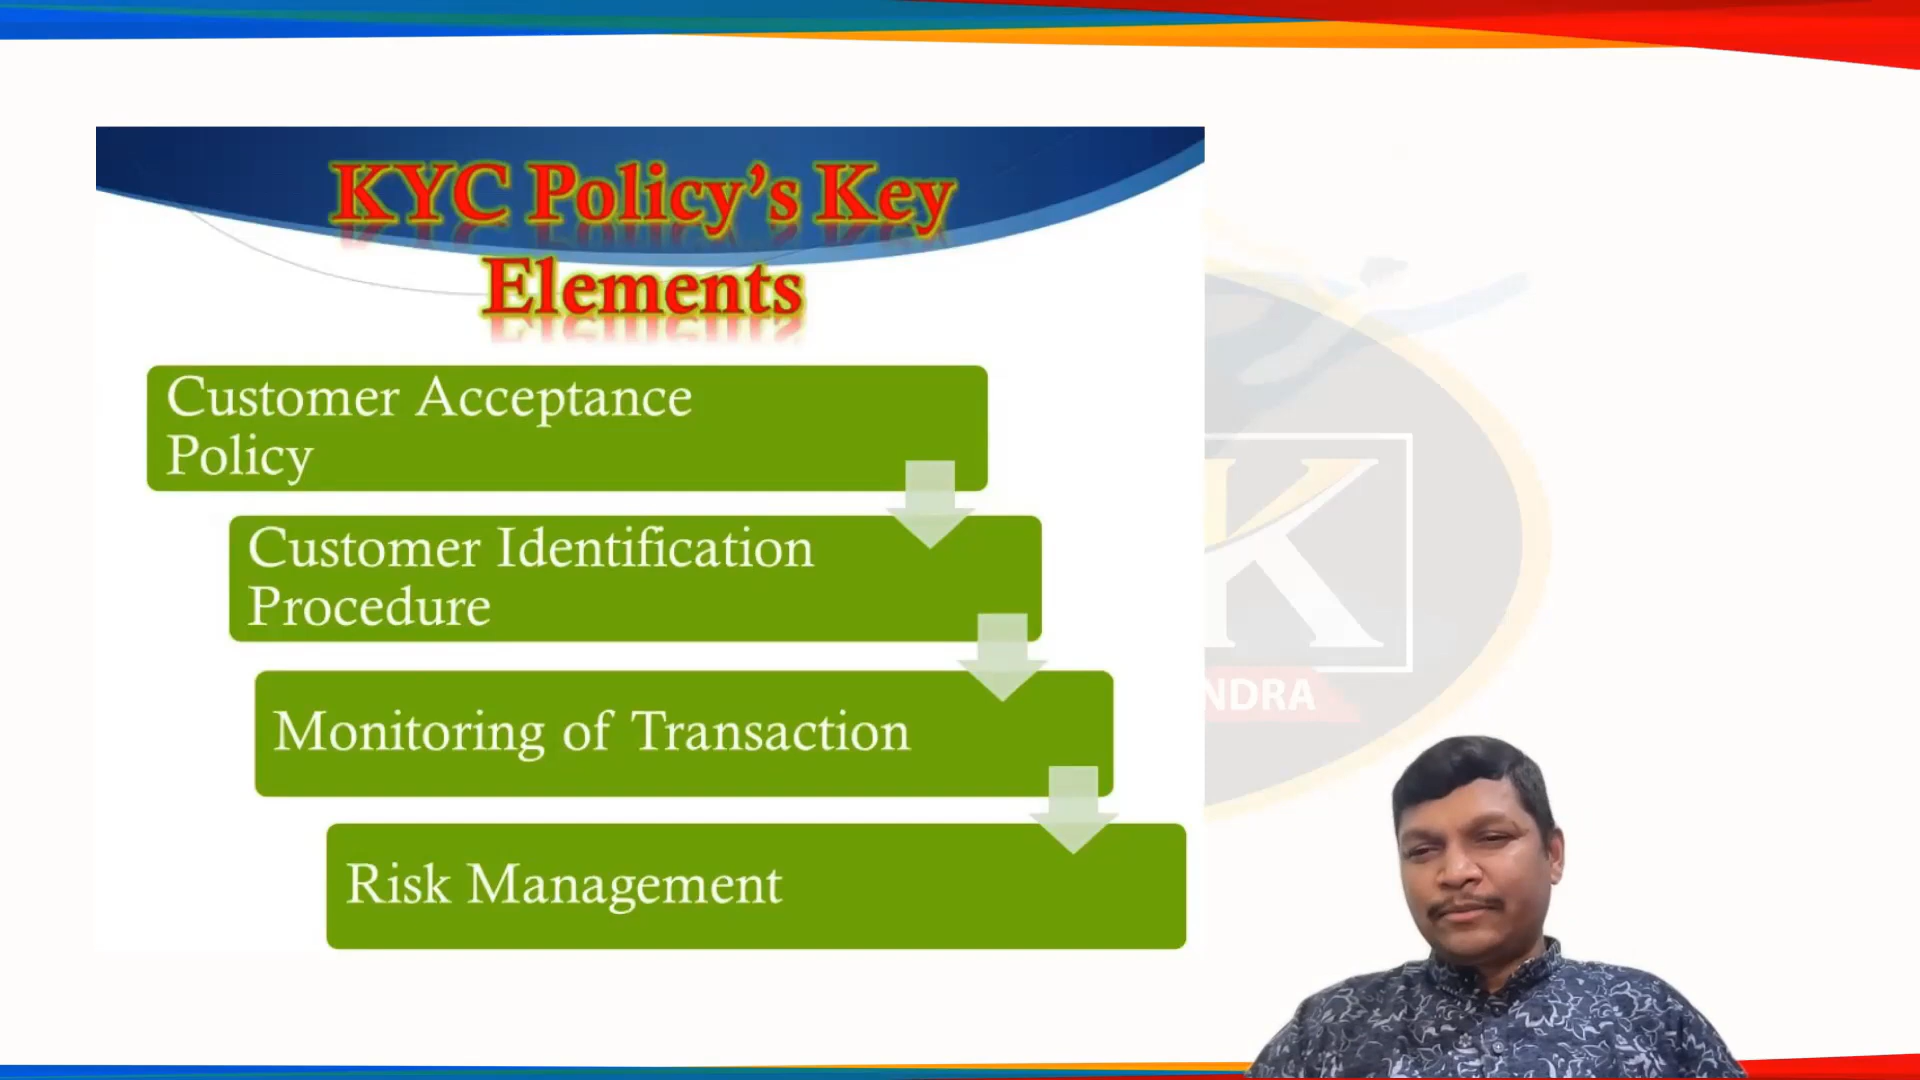 KYC Policy's Key
Elements
Customer Acceptance
Policy
Customer Identification
Procedure
Monitoring of Transaction
Risk Management
K
NDRA